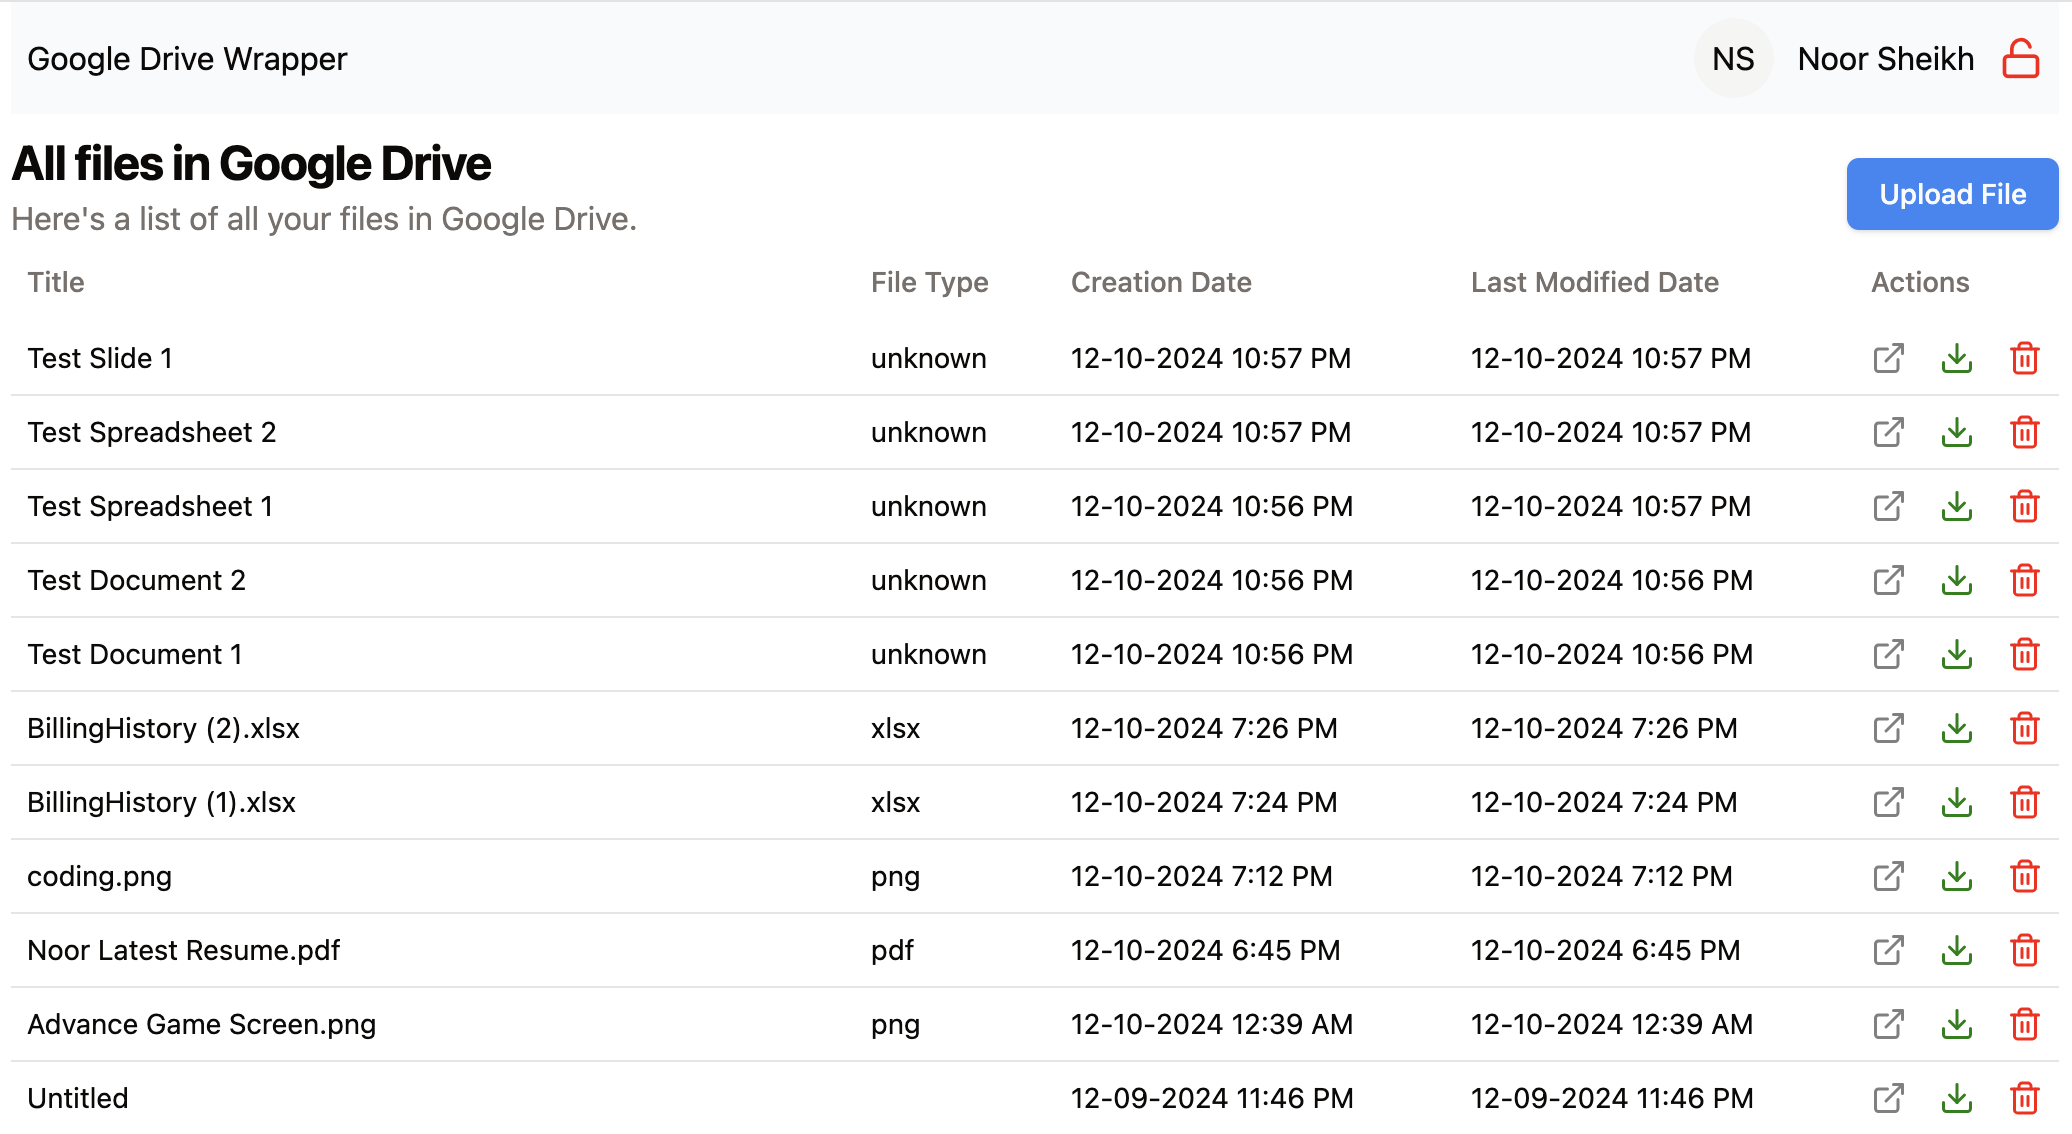 Google Drive Wrapper NS Noor Sheikh
All files in Google Drive
Here's a list of all your files in Google Drive.
Upload File
Title File Type Creation Date Last Modified Date Actions
Test Slide 1 unknown 12-10-2024 10:57 PM 12-10-2024 10:57 PM
Test Spreadsheet 2 unknown 12-10-2024 10:57 PM 12-10-2024 10:57 PM
Test Spreadsheet 1 unknown 12-10-2024 10:56 PM 12-10-2024 10:57 PM
Test Document 2 unknown 12-10-2024 10:56 PM 12-10-2024 10:56 PM
Test Document 1 unknown 12-10-2024 10:56 PM 12-10-2024 10:56 PM
BillingHistory (2).xlsx xlsx 12-10-2024 7:26 PM 12-10-2024 7:26 PM
BillingHistory (1).xlsx xlsx 12-10-2024 7:24 PM 12-10-2024 7:24 PM
coding.png png 12-10-2024 7:12 PM 12-10-2024 7:12 PM
Noor Latest Resume.pdf pdf 12-10-2024 6:45 PM 12-10-2024 6:45 PM
Advance Game Screen.png png 12-10-2024 12:39 AM 12-10-2024 12:39 AM
Untitled 12-09-2024 11:46 PM 12-09-2024 11:46 PM